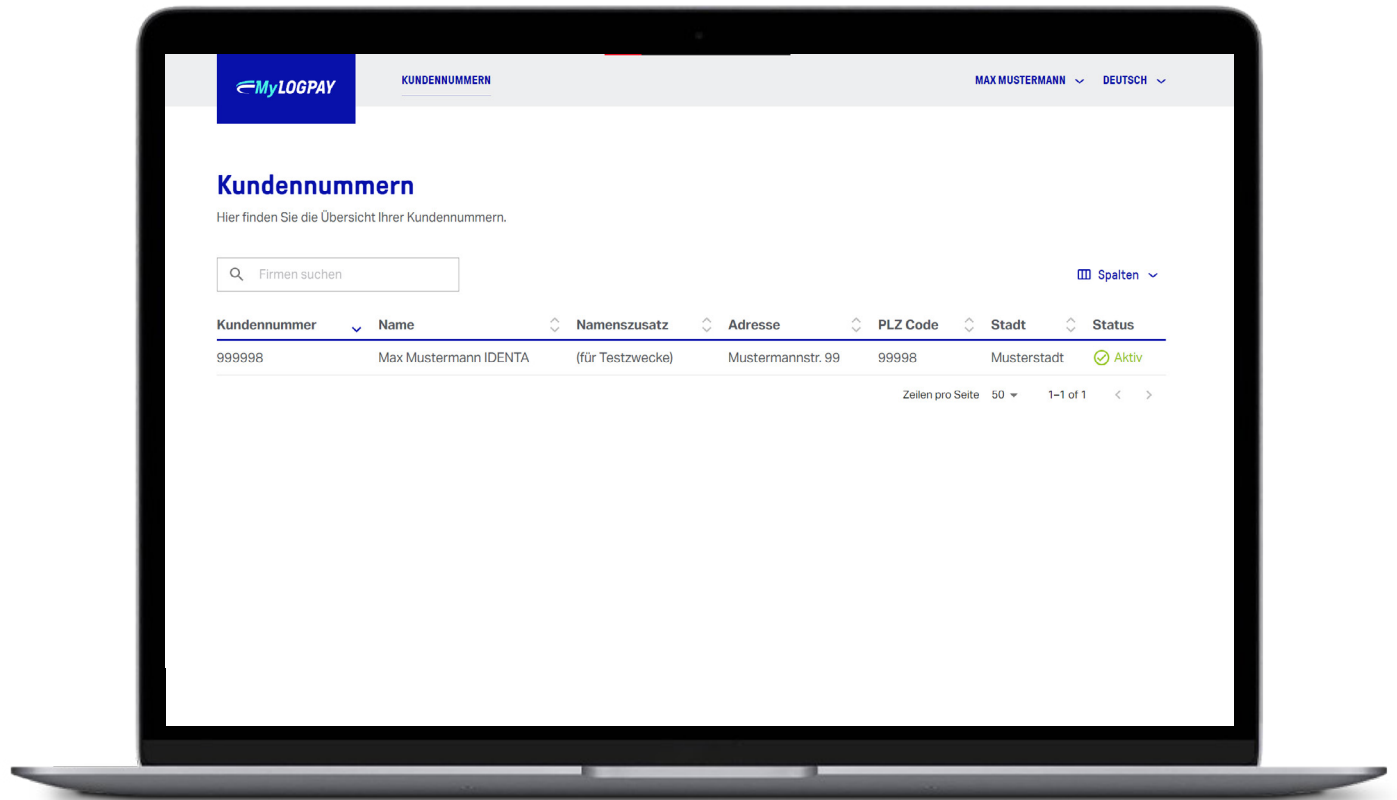 MyLOGPAY
KUNDENNUMMERN
MAX MUSTERMANN
DEUTSCH
Kundennummern
Hier finden Sie die Übersicht Ihrer Kundennummern.
Firmen suchen
Spalten
Kundennummer Name Namenszusatz Adresse PLZ Code Stadt Status
999998 Max Mustermann IDENTA (für Testzwecke) Mustermannstr. 99 99998 Musterstadt Aktiv
Zeilen pro Seite 50 1–1 of 1